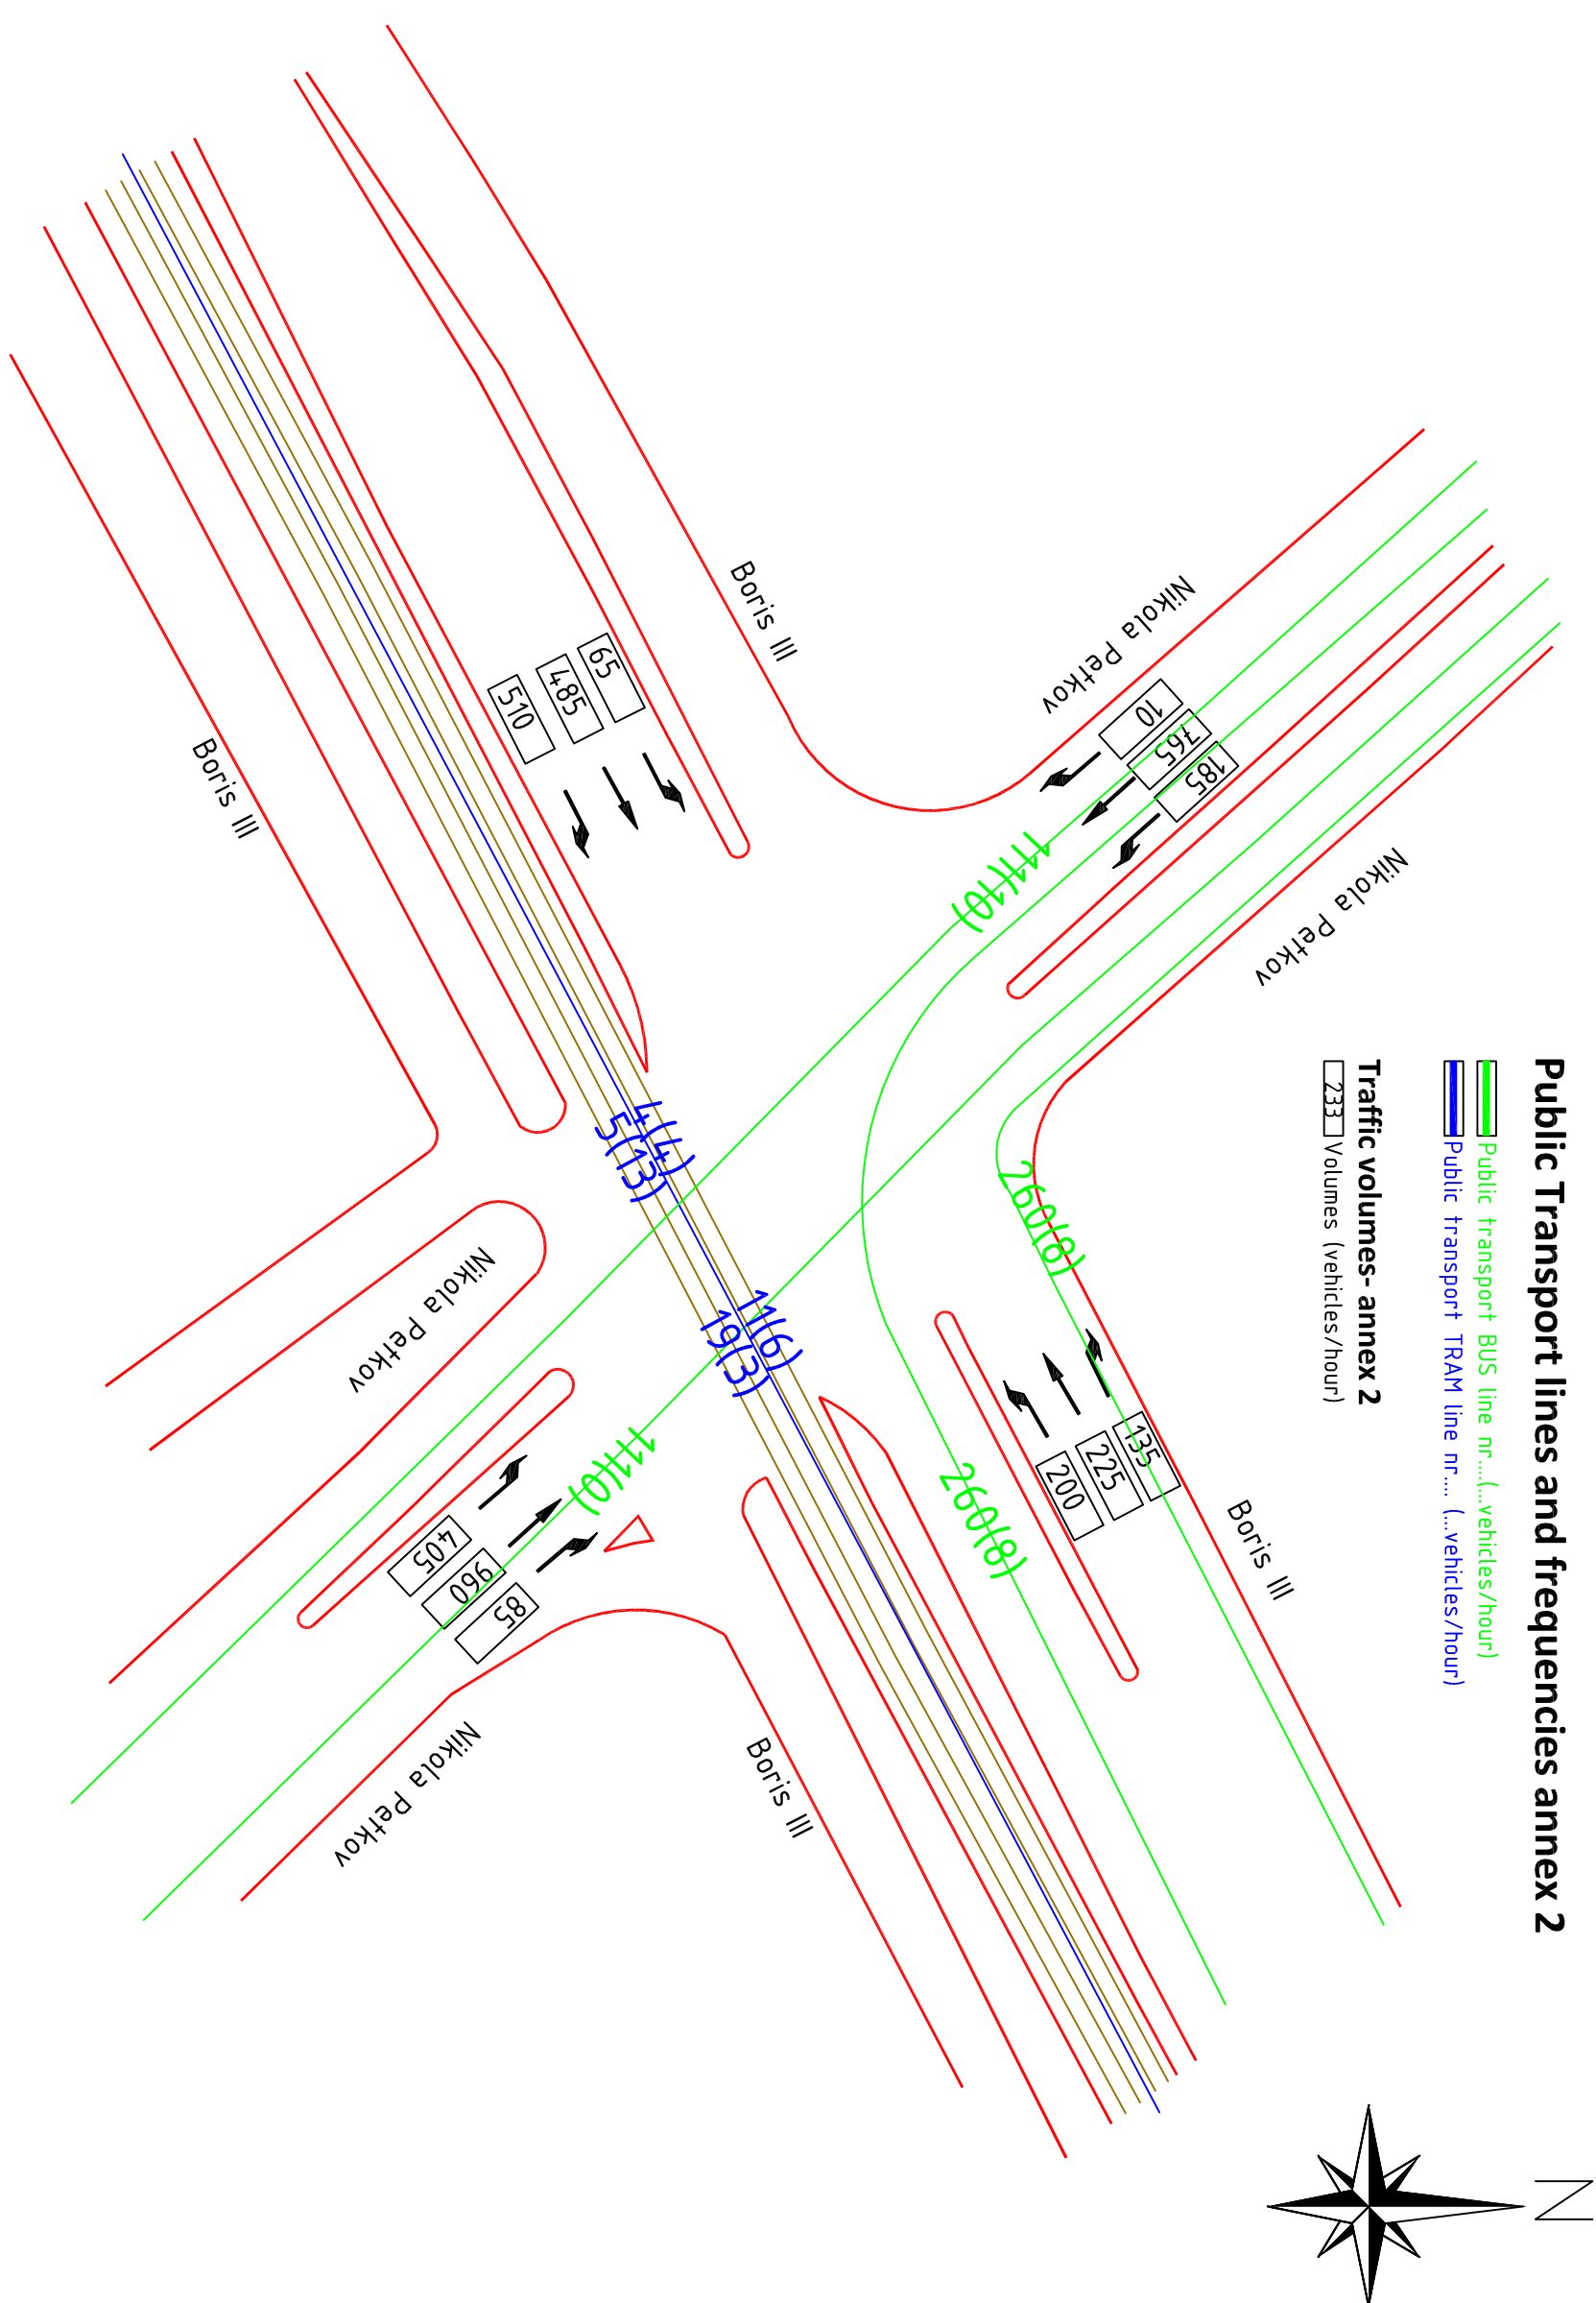 N
Public Transport lines and frequencies annex 2
Public transport BUS line nr....(...vehicles/hour)
Public transport TRAM line nr.... (...vehicles/hour)
Traffic volumes- annex 2
233 Volumes (vehicles/hour)
Nikola Petkov
Nikola Petkov
10
765
185
111(10)
260(8)
Boris III
135
225
200
260(8)
Boris III
65
485
510
4(4)
5(13)
11(6)
19(3)
Boris III
Boris III
111(0)
405
960
85
Nikola Petkov
Nikola Petkov